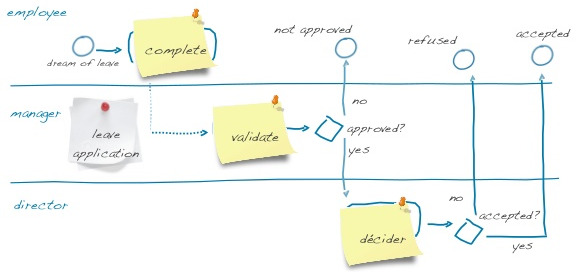 employee
dream of leave
complete
not approved
refused
accepted
manager
leave
application
validate
no
approved?
yes
director
décider
no
accepted?
yes